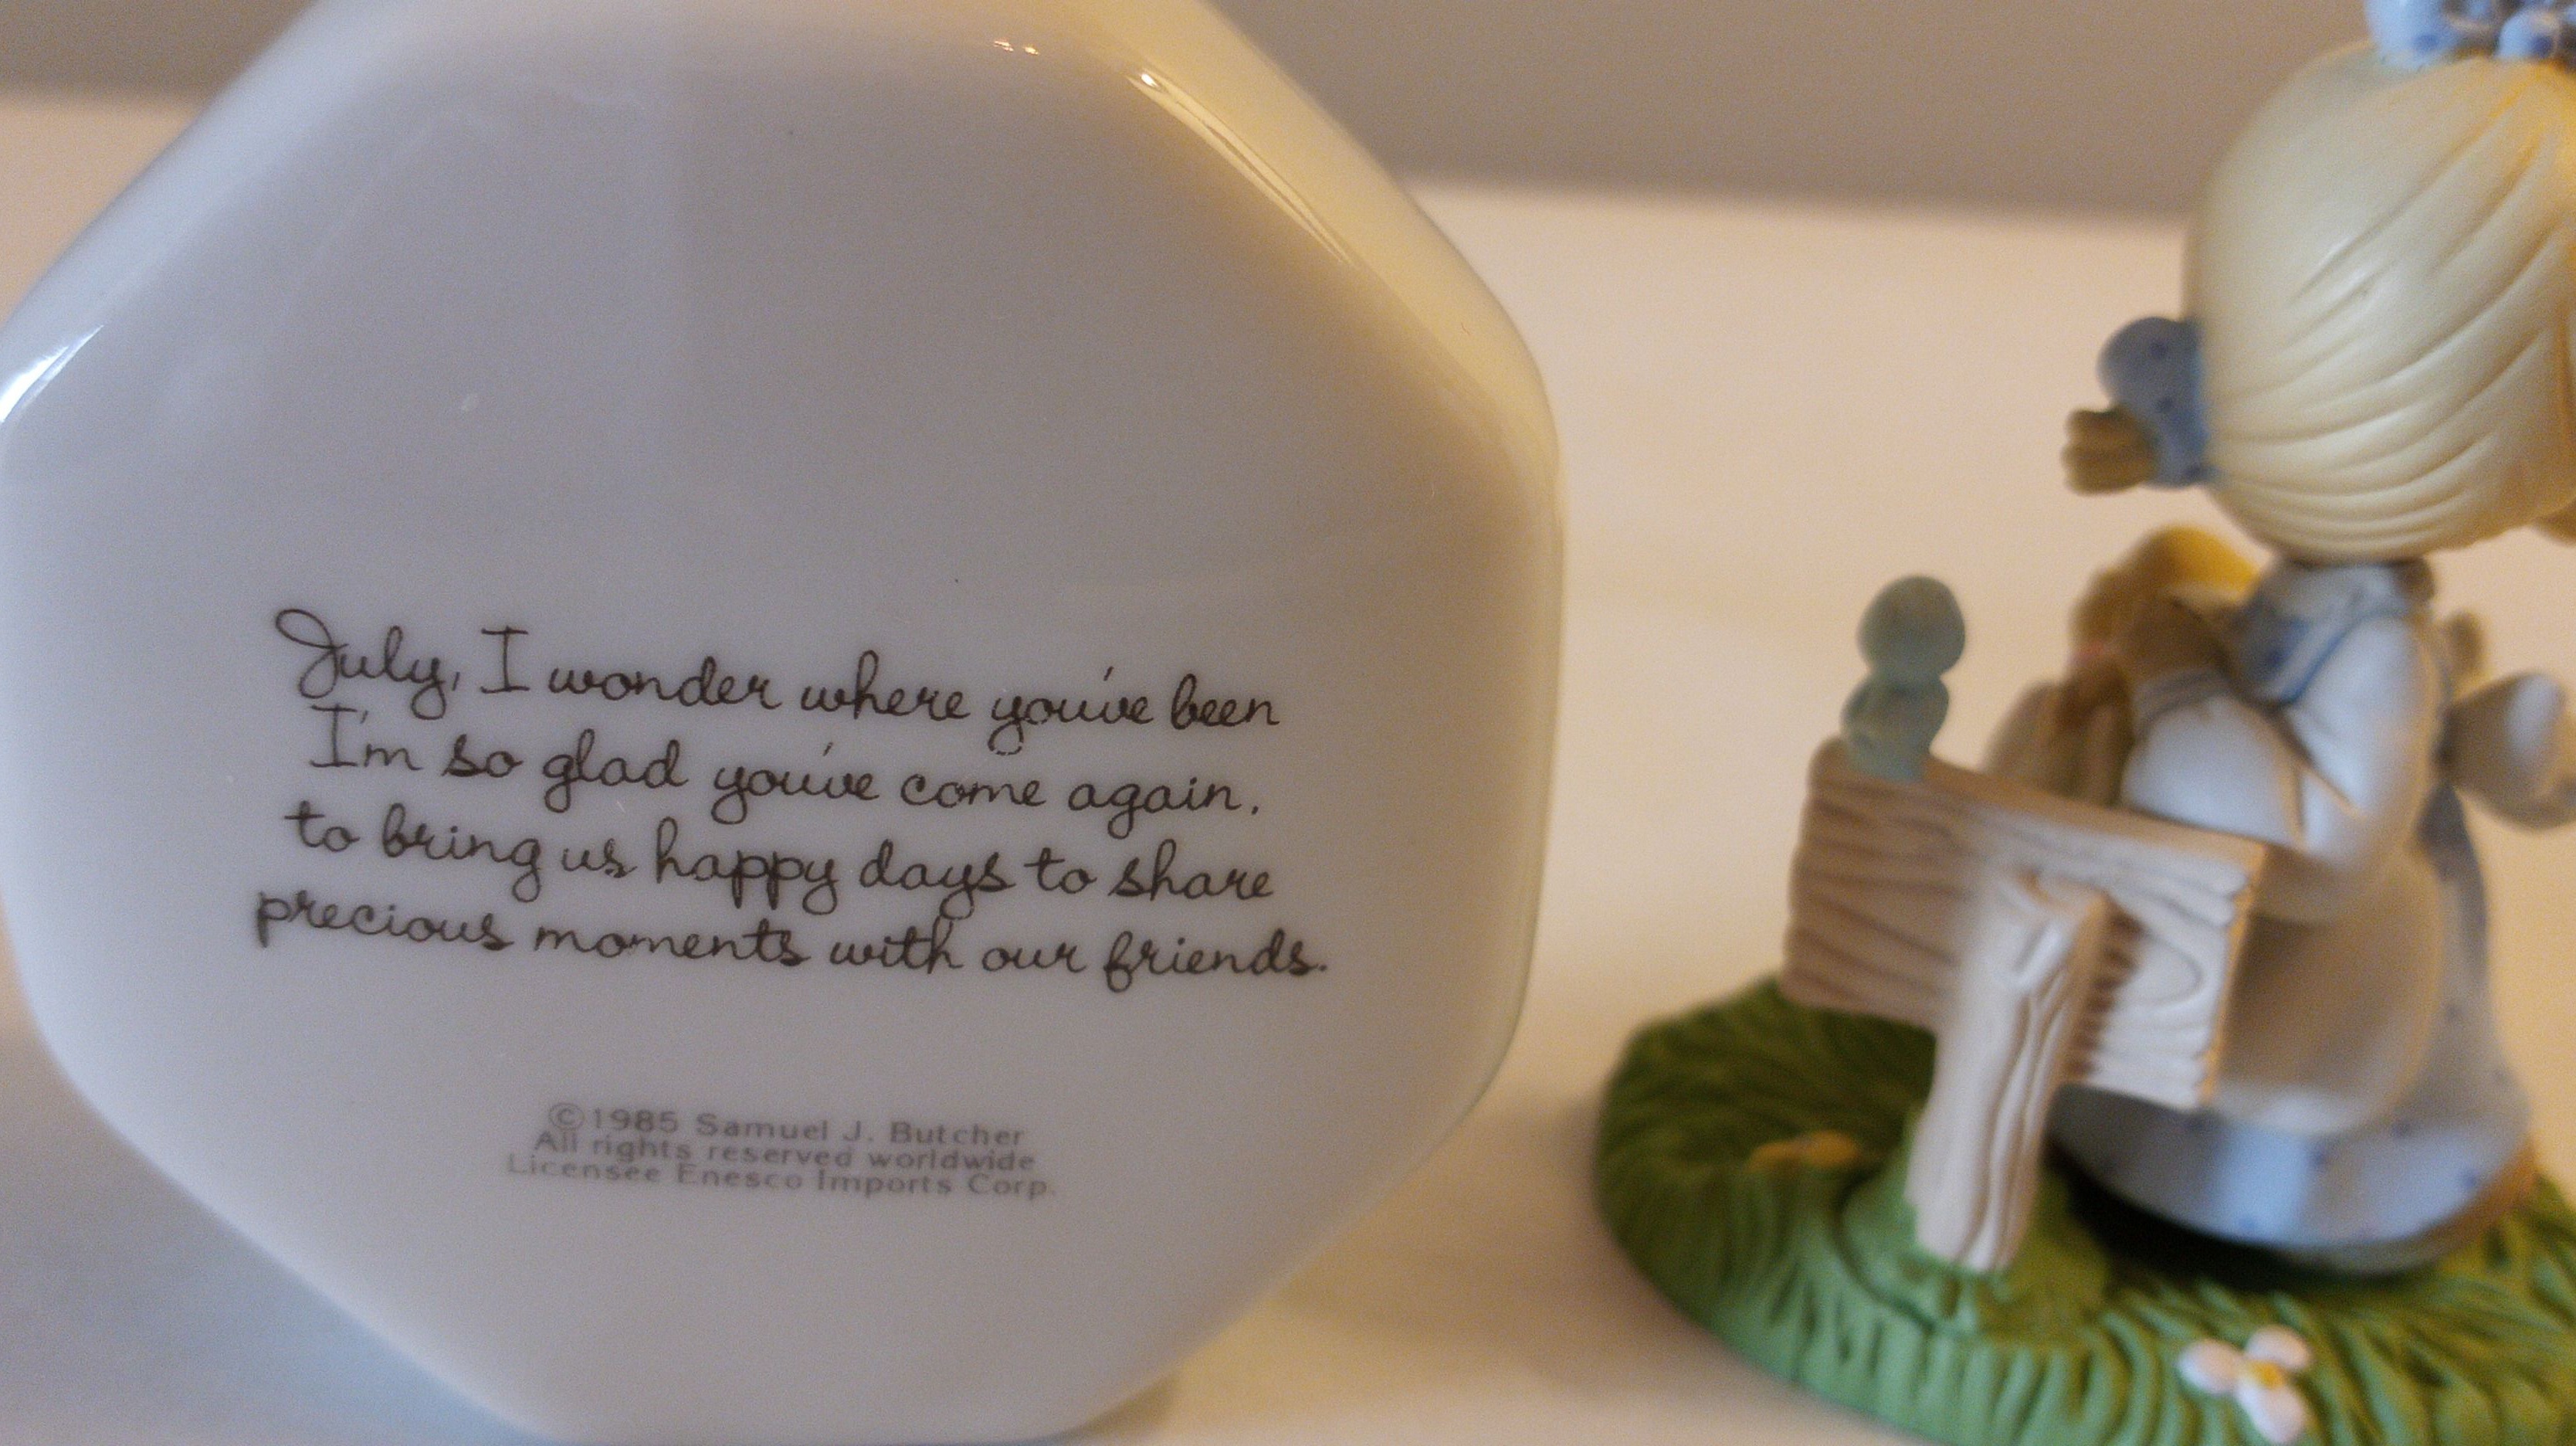 July, I wonder where you've been
I'm so glad you've come again,
to bring us happy days to share
precious moments with our friends.
©1985 Samuel J. Butcher
All rights reserved worldwide
Licensee Enesco Imports Corp.